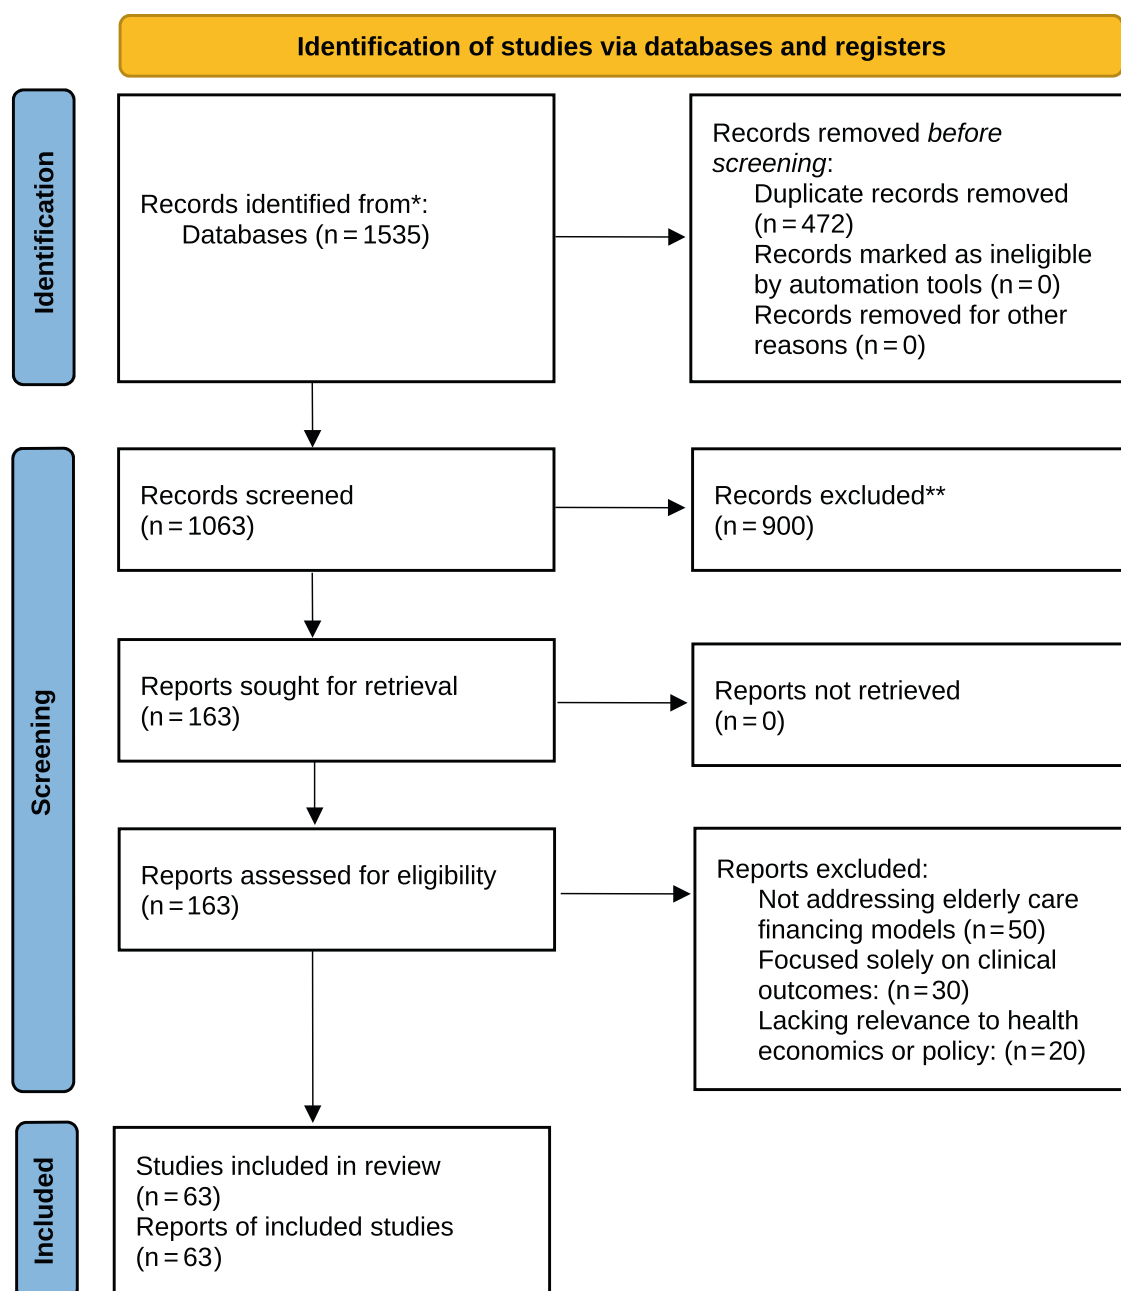 Identification of studies via databases and registers
Identification
Records identified from*:
Databases (n = 1535)
Records removed before
screening:
Duplicate records removed
(n = 472)
Records marked as ineligible
by automation tools (n = 0)
Records removed for other
reasons (n = 0)
Screening
Records screened
(n = 1063)
Records excluded**
(n = 900)
Reports sought for retrieval
(n = 163)
Reports not retrieved
(n = 0)
Reports assessed for eligibility
(n = 163)
Reports excluded:
Not addressing elderly care
financing models (n = 50)
Focused solely on clinical
outcomes: (n = 30)
Lacking relevance to health
economics or policy: (n = 20)
Included
Studies included in review
(n = 63)
Reports of included studies
(n = 63)